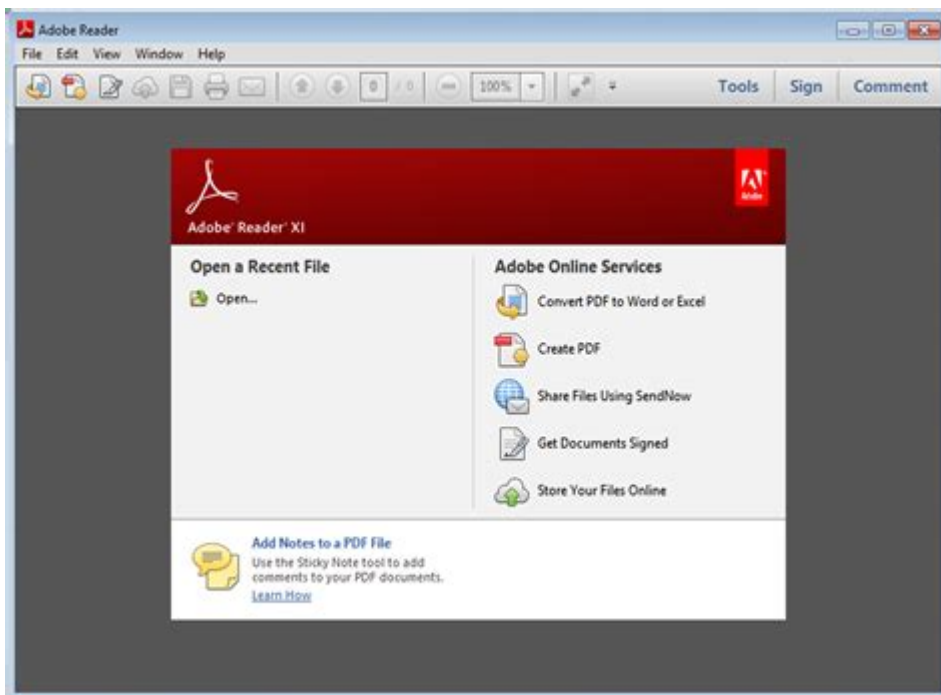 Adobe Reader
File Edit View Window Help
0 / 0 100% Tools Sign Comment
Adobe
Adobe® Reader® XI
Open a Recent File
Open...
Adobe Online Services
Convert PDF to Word or Excel
Create PDF
Share Files Using SendNow
Get Documents Signed
Store Your Files Online
Add Notes to a PDF File
Use the Sticky Note tool to add
comments to your PDF documents.
Learn How